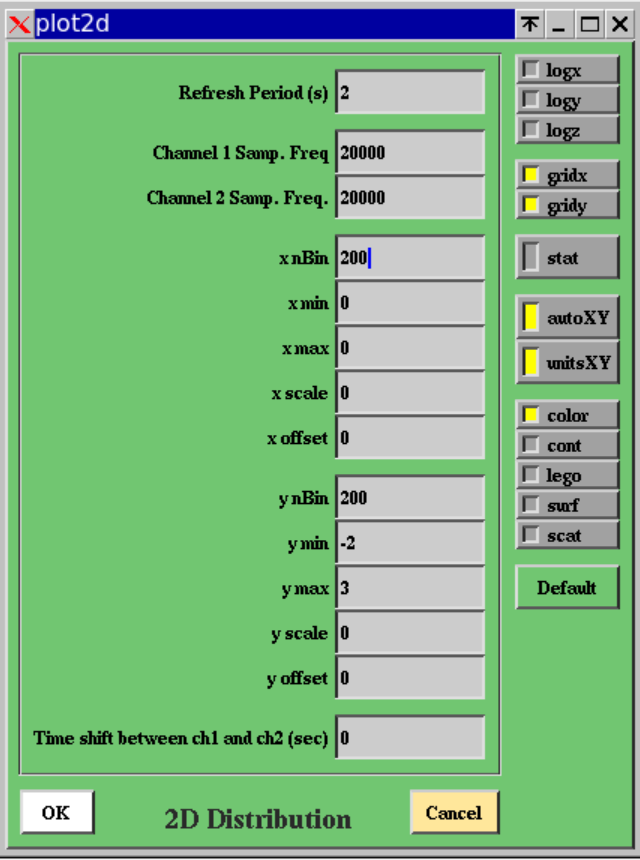 plot2d
Refresh Period (s) 2
Channel 1 Samp. Freq 20000
Channel 2 Samp. Freq. 20000
x nBin 200
x min 0
x max 0
x scale 0
x offset 0
y nBin 200
y min -2
y max 3
y scale 0
y offset 0
Time shift between ch1 and ch2 (sec) 0
logx
logy
logz
gridx
gridy
stat
autoXY
unitsXY
color
cont
lego
surf
scat
Default
OK
2D Distribution
Cancel